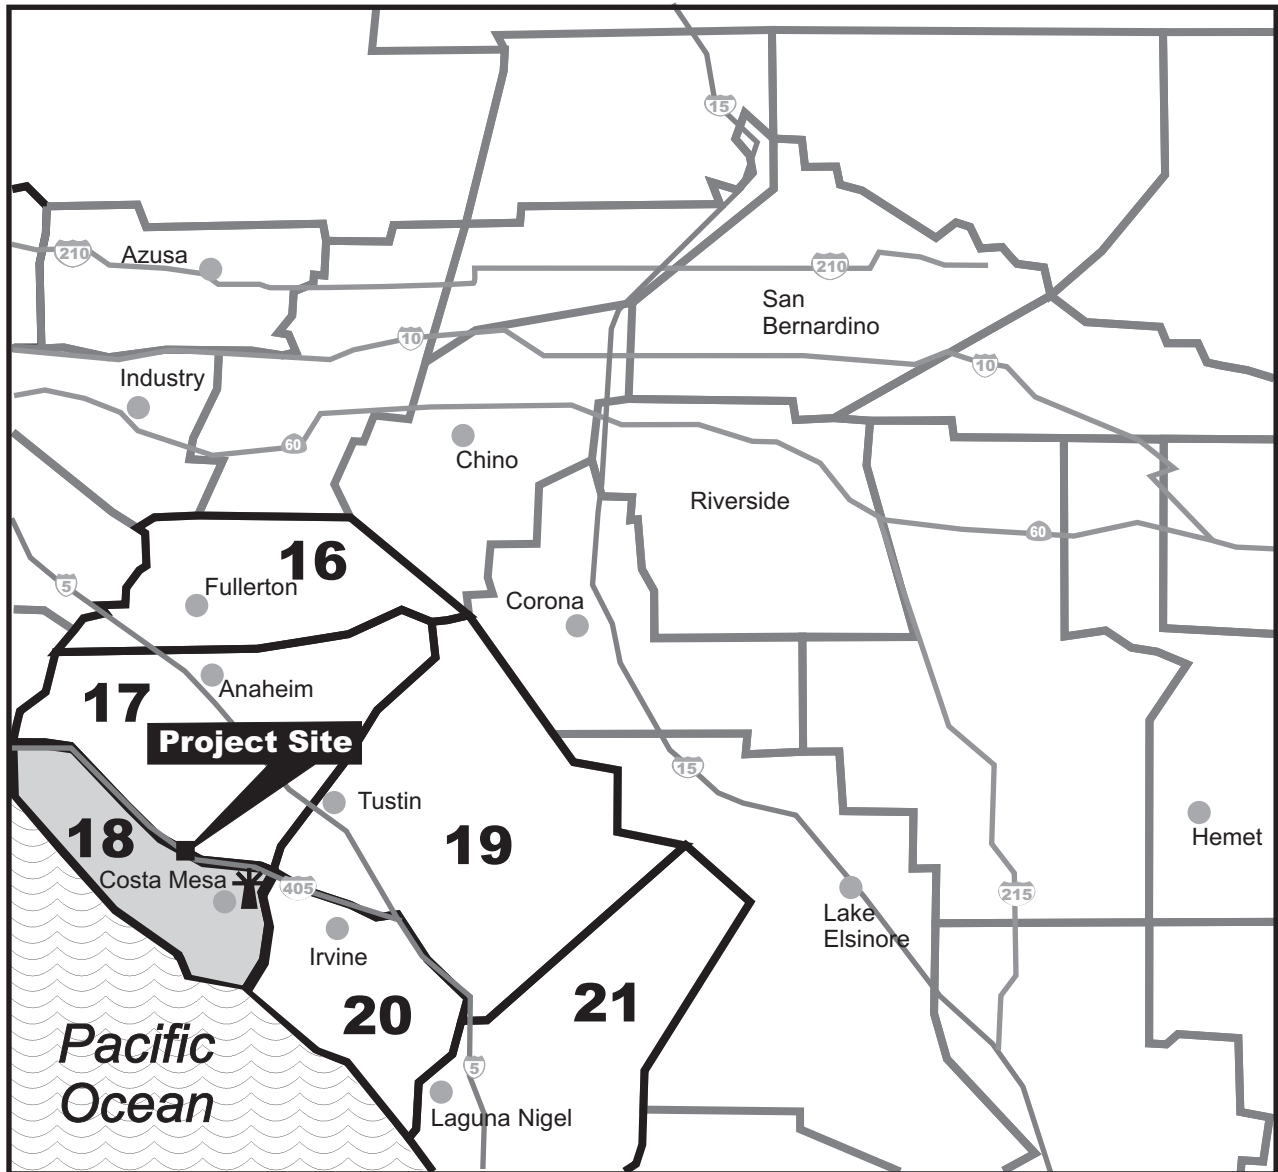 15
210
Azusa
210
San
Bernardino
10
10
Industry
60
Chino
Riverside
60
16
5
Fullerton
Corona
17
Anaheim
Project Site
15
Tustin
18
19
Hemet
Costa Mesa
405
215
Lake
Elsinore
Irvine
20
21
Pacific
Ocean
5
Laguna Nigel